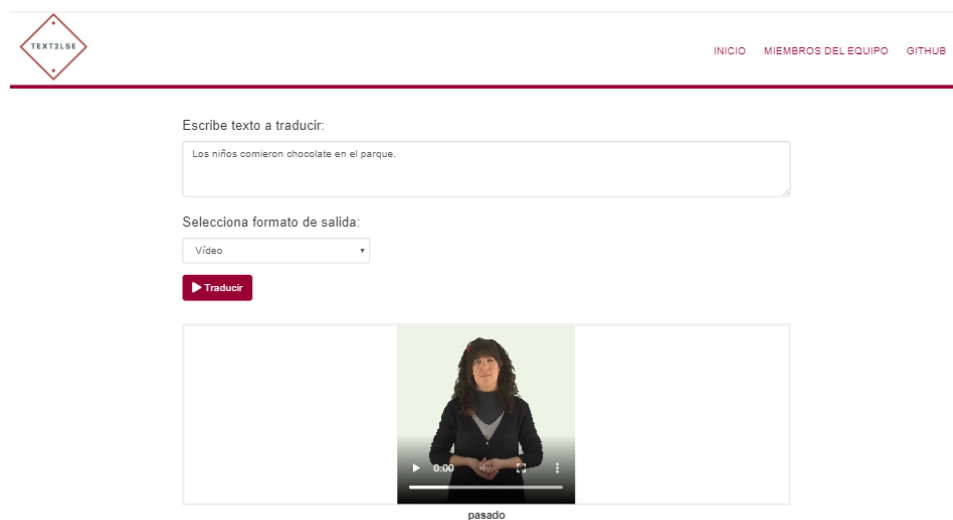 TEXT2LSE
INICIO MIEMBROS DEL EQUIPO GITHUB
Escribe texto a traducir:
Los niños comieron chocolate en el parque.
Selecciona formato de salida:
Vídeo
Traducir
0:00
pasado